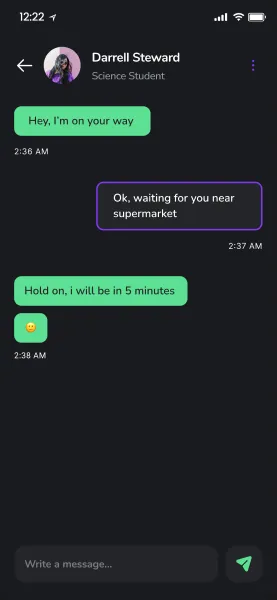 12:22
Darrell Steward
Science Student
Hey, I'm on your way
2:36 AM
Ok, waiting for you near
supermarket
2:37 AM
Hold on, i will be in 5 minutes
😐
2:38 AM
Write a message...